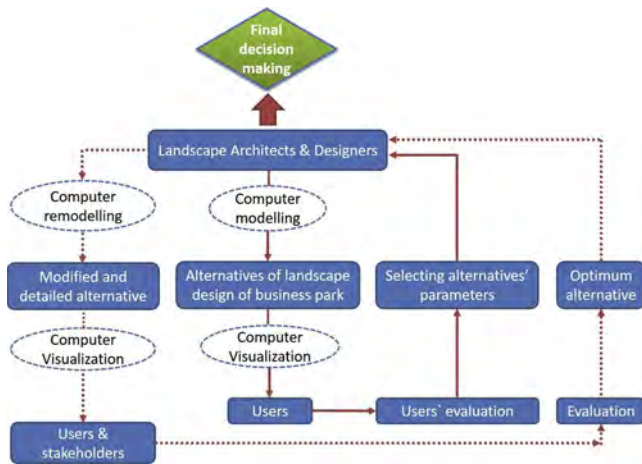 Final
decision
making
Landscape Architects & Designers
Computer
remodelling
Computer
modelling
Modified and
detailed alternative
Alternatives of landscape
design of business park
Selecting alternatives'
parameters
Optimum
alternative
Computer
Visualization
Computer
Visualization
Users
Users` evaluation
Evaluation
Users &
stakeholders